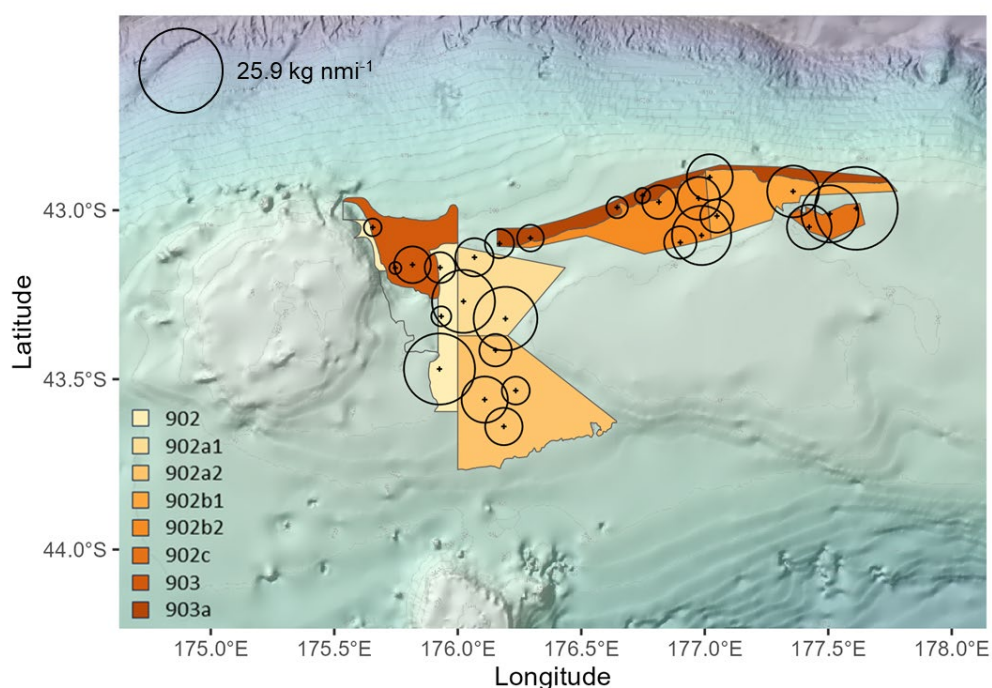 25.9 kg nmi⁻¹
43.0°S
43.5°S
44.0°S
Latitude
902
902a1
902a2
902b1
902b2
902c
903
903a
175.0°E 175.5°E 176.0°E 176.5°E 177.0°E 177.5°E 178.0°E
Longitude